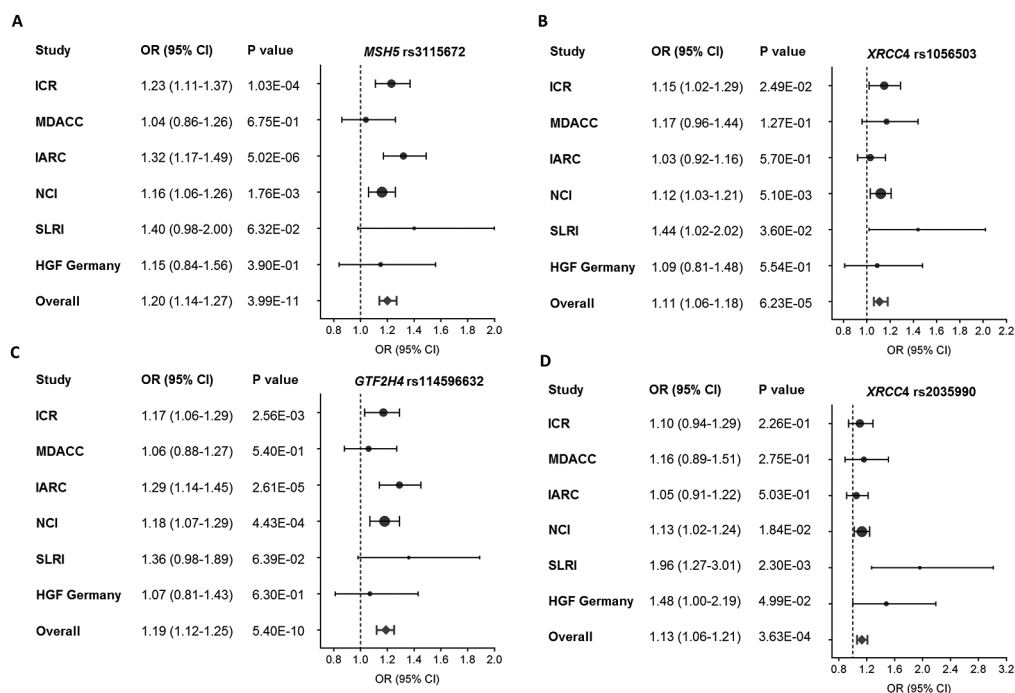 A
Study OR (95% CI) P value MSH5 rs3115672
ICR 1.23 (1.11-1.37) 1.03E-04
MDACC 1.04 (0.86-1.26) 6.75E-01
IARC 1.32 (1.17-1.49) 5.02E-06
NCI 1.16 (1.06-1.26) 1.76E-03
SLRI 1.40 (0.98-2.00) 6.32E-02
HGF Germany 1.15 (0.84-1.56) 3.90E-01
Overall 1.20 (1.14-1.27) 3.99E-11
0.8 1.0 1.2 1.4 1.6 1.8 2.0
OR (95% CI)
B
Study OR (95% CI) P value XRCC4 rs1056503
ICR 1.15 (1.02-1.29) 2.49E-02
MDACC 1.17 (0.96-1.44) 1.27E-01
IARC 1.03 (0.92-1.16) 5.70E-01
NCI 1.12 (1.03-1.21) 5.10E-03
SLRI 1.44 (1.02-2.02) 3.60E-02
HGF Germany 1.09 (0.81-1.48) 5.54E-01
Overall 1.11 (1.06-1.18) 6.23E-05
0.8 1.0 1.2 1.4 1.6 1.8 2.0 2.2
OR (95% CI)
C
Study OR (95% CI) P value GTF2H4 rs114596632
ICR 1.17 (1.06-1.29) 2.56E-03
MDACC 1.06 (0.88-1.27) 5.40E-01
IARC 1.29 (1.14-1.45) 2.61E-05
NCI 1.18 (1.07-1.29) 4.43E-04
SLRI 1.36 (0.98-1.89) 6.39E-02
HGF Germany 1.07 (0.81-1.43) 6.30E-01
Overall 1.19 (1.12-1.25) 5.40E-10
0.8 1.0 1.2 1.4 1.6 1.8 2.0
OR (95% CI)
D
Study OR (95% CI) P value XRCC4 rs2035990
ICR 1.10 (0.94-1.29) 2.26E-01
MDACC 1.16 (0.89-1.51) 2.75E-01
IARC 1.05 (0.91-1.22) 5.03E-01
NCI 1.13 (1.02-1.24) 1.84E-02
SLRI 1.96 (1.27-3.01) 2.30E-03
HGF Germany 1.48 (1.00-2.19) 4.99E-02
Overall 1.13 (1.06-1.21) 3.63E-04
0.8 1.2 1.6 2.0 2.4 2.8 3.2
OR (95% CI)